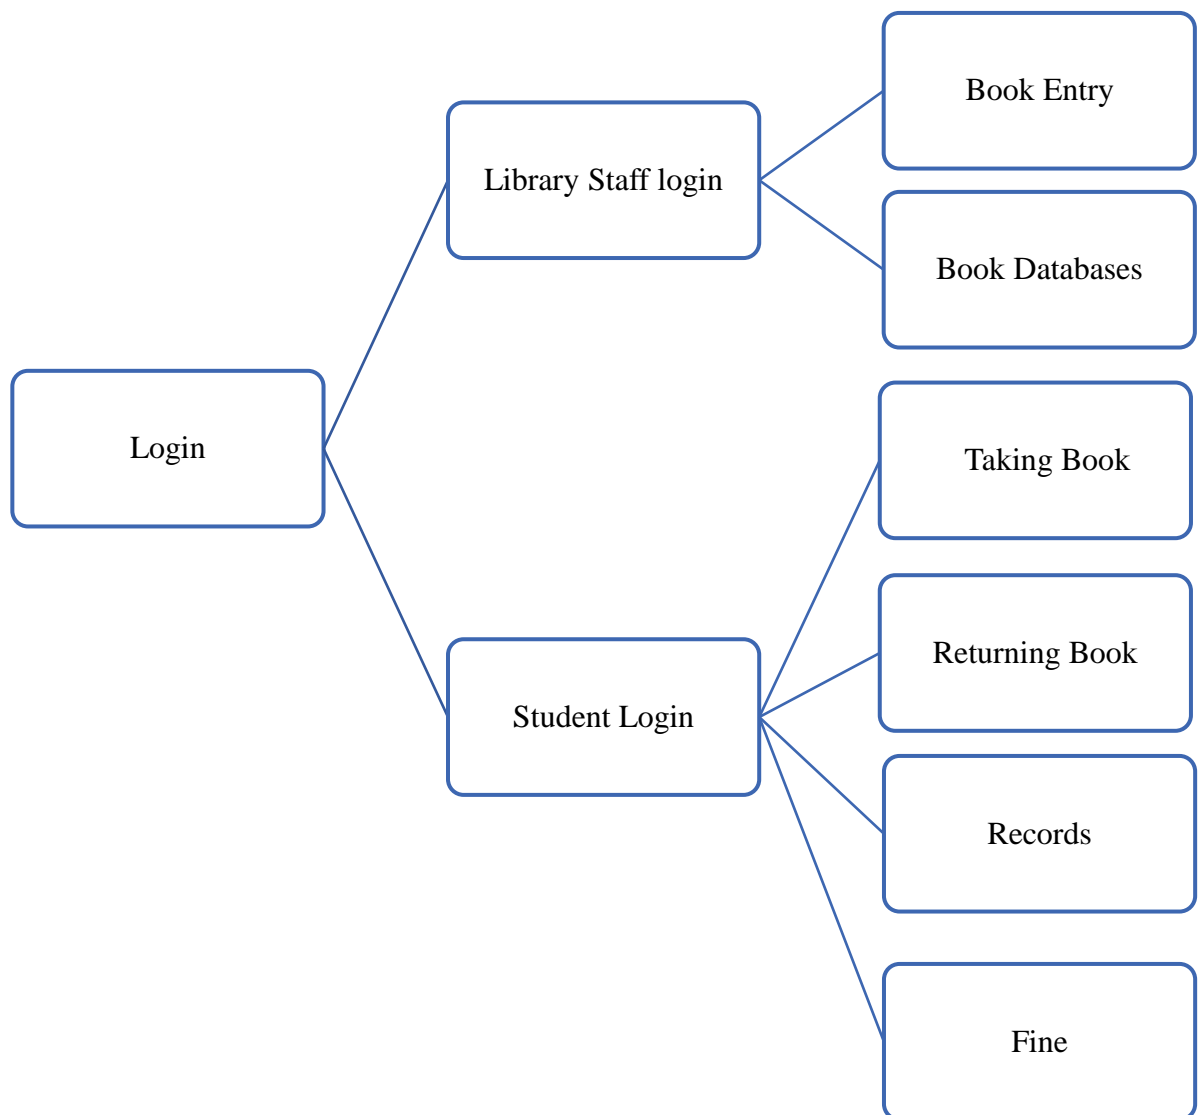 Book Entry
Library Staff login
Book Databases
Login
Taking Book
Returning Book
Student Login
Records
Fine